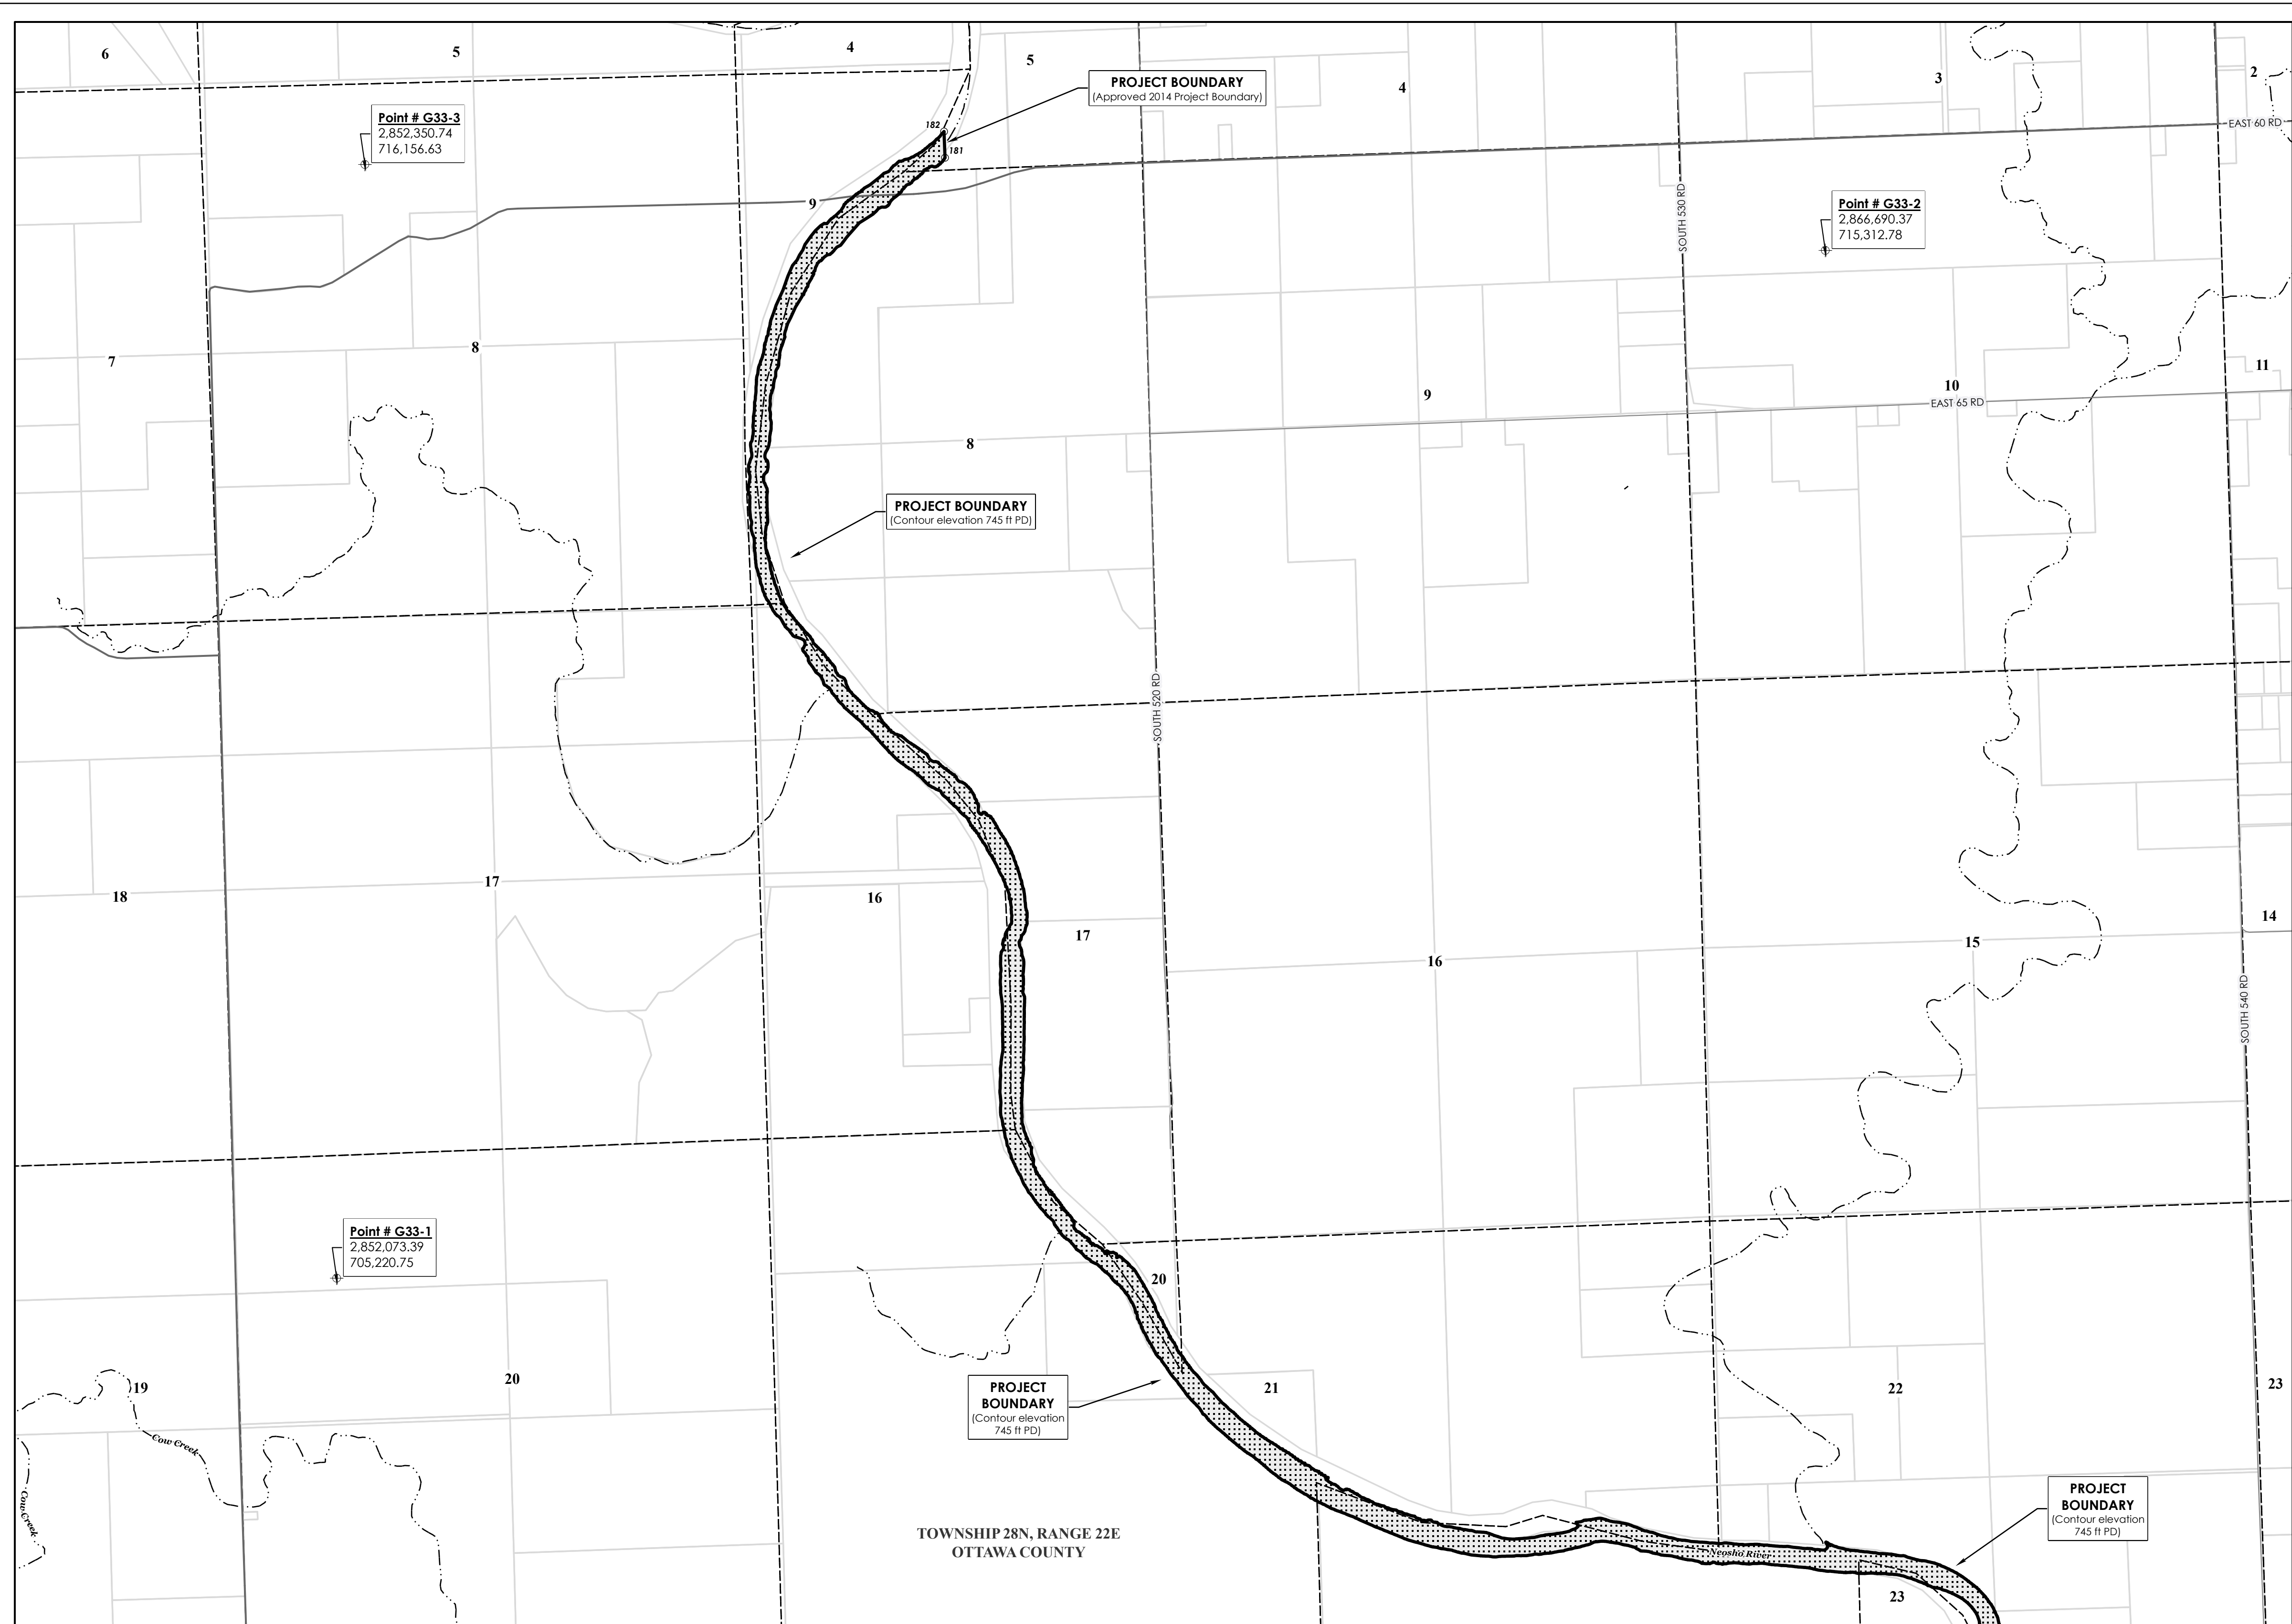 6
5
4
5
4
3
2
PROJECT BOUNDARY
(Approved 2014 Project Boundary)
Point # G33-3
2,852,350.74
716,156.63
182
181
EAST 60 RD
9
SOUTH 530 RD
Point # G33-2
2,866,690.37
715,312.78
7
8
11
10
9
EAST 65 RD
8
PROJECT BOUNDARY
(Contour elevation 745 ft PD)
SOUTH 520 RD
17
18
16
14
17
15
16
SOUTH 540 RD
Point # G33-1
2,852,073.39
705,220.75
20
20
19
PROJECT
BOUNDARY
(Contour elevation
745 ft PD)
21
22
23
Cow Creek
Cow Creek
PROJECT
BOUNDARY
(Contour elevation
745 ft PD)
TOWNSHIP 28N, RANGE 22E
OTTAWA COUNTY
Neosho River
23